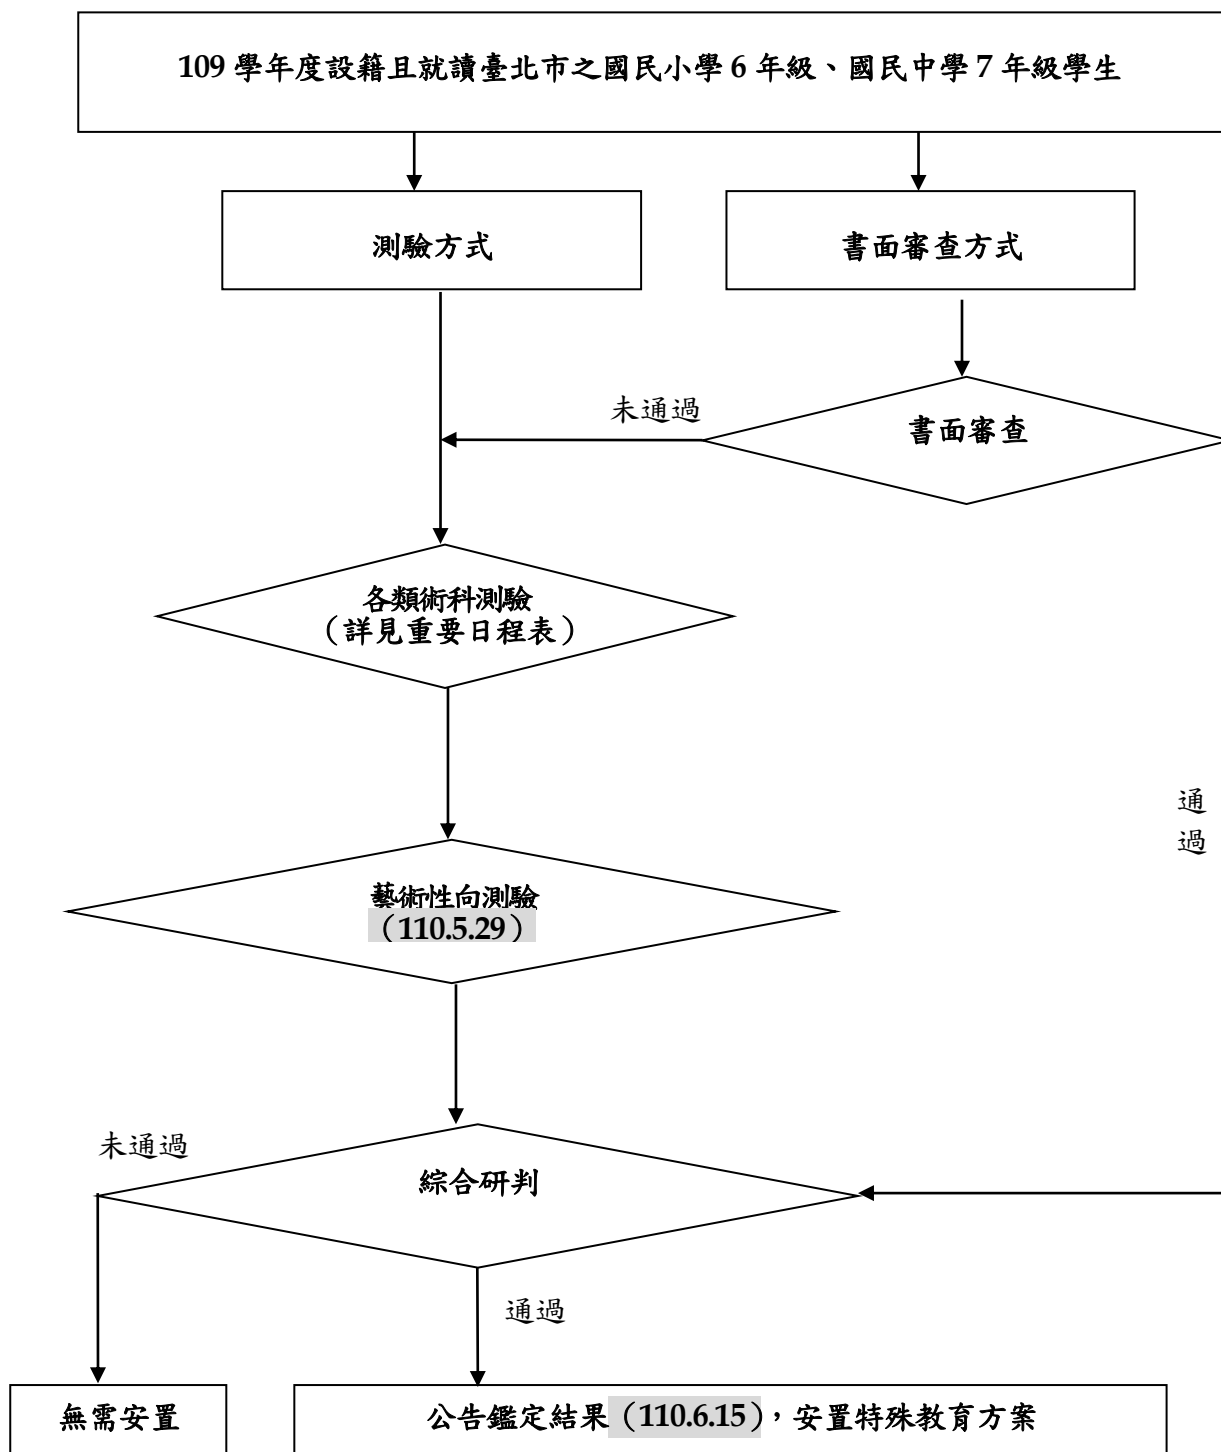 109 學年度設籍且就讀臺北市之國民小學 6 年級、國民中學 7 年級學生
測驗方式
書面審查方式
未通過
書面審查
各類術科測驗
（詳見重要日程表）
通
過
藝術性向測驗
（110.5.29）
未通過
綜合研判
通過
無需安置
公告鑑定結果（110.6.15），安置特殊教育方案